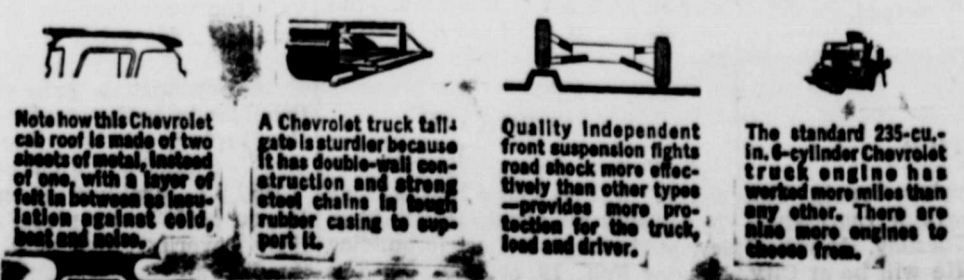 Note how this Chevrolet
cab roof is made of two
sheets of metal, instead
of one, with a layer of
felt in between as insu-
lation against cold,
heat and noise.
A Chevrolet truck tail-
gate is sturdier because
it has double-wall con-
struction and strong
steel chains in tough
rubber casing to sup-
port it.
Quality independent
front suspension fights
road shock more effec-
tively than other types
—provides more pro-
tection for the truck,
load and driver.
The standard 235-cu.-
in. 6-cylinder Chevrolet
truck engine has
worked more miles than
any other. There are
nine more engines to
choose from.